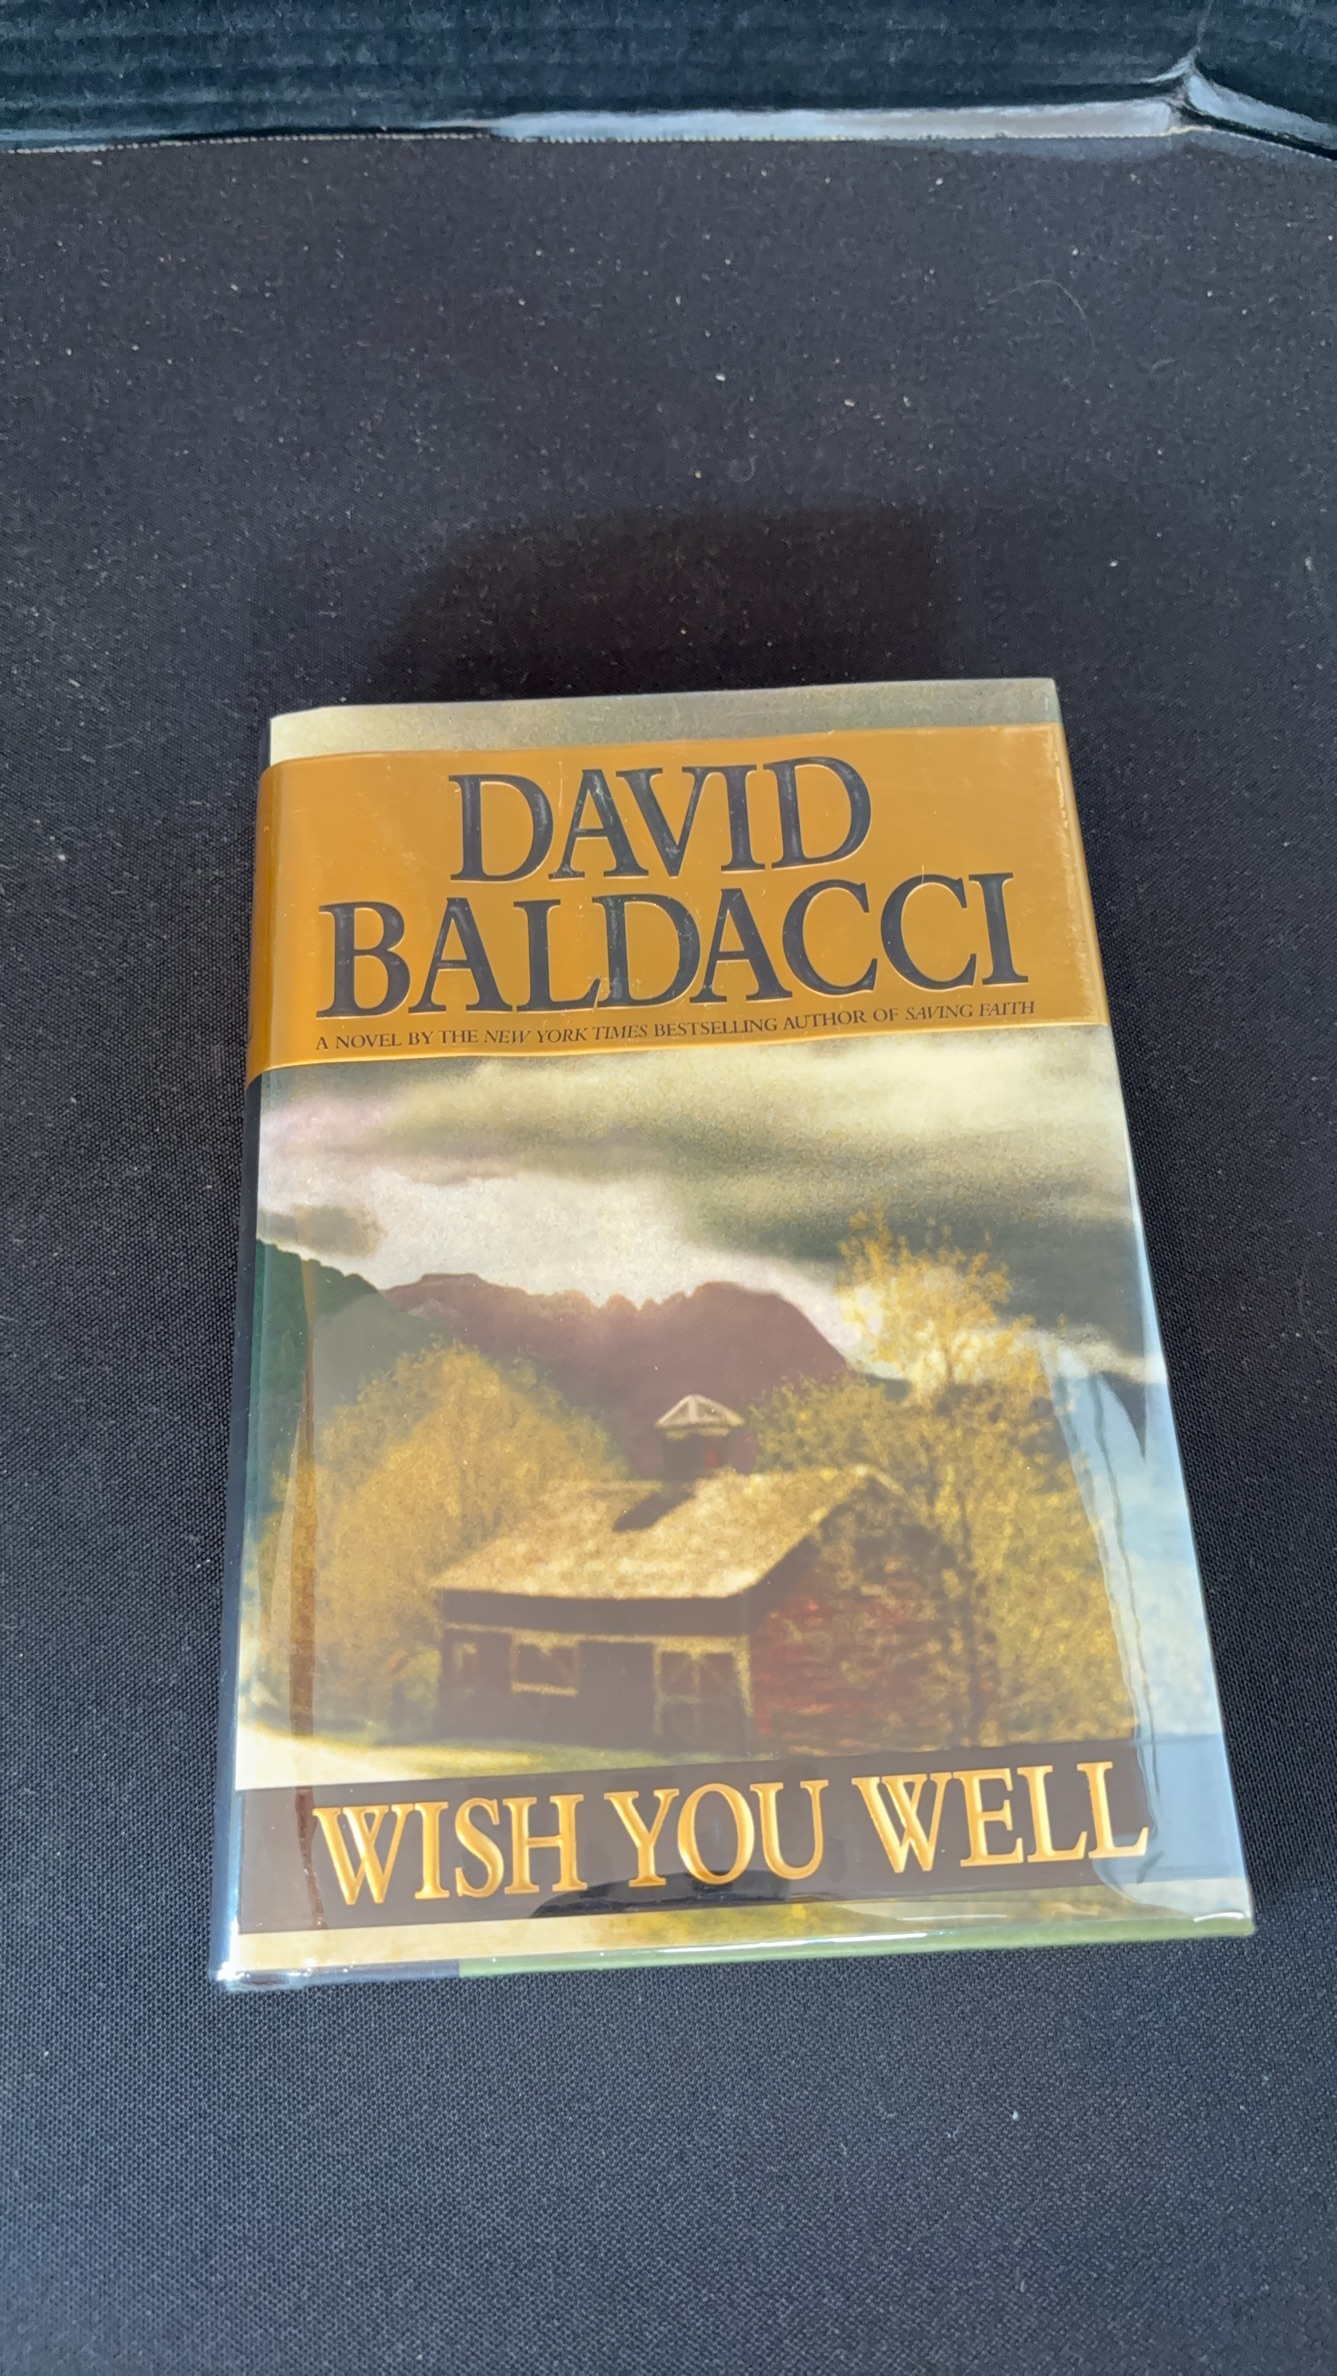 DAVID
BALDACCI
A NOVEL BY THE NEW YORK TIMES BESTSELLING AUTHOR OF SAVING FAITH
WISH YOU WELL